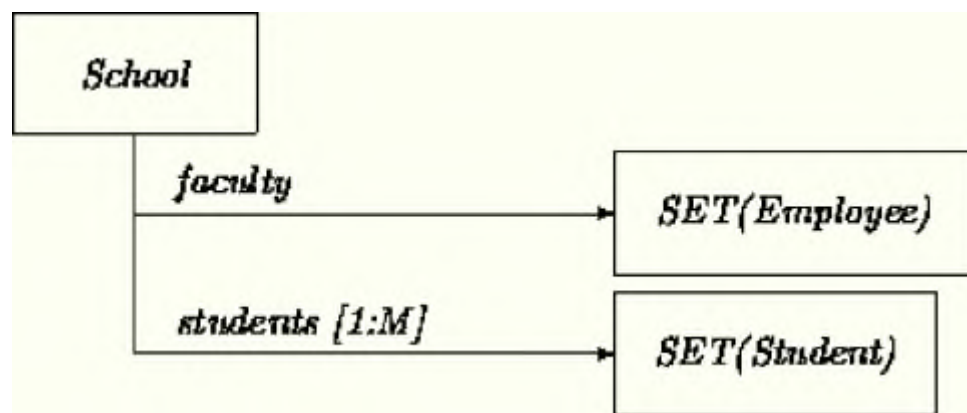 School
faculty
SET(Employee)
students [1:M]
SET(Student)